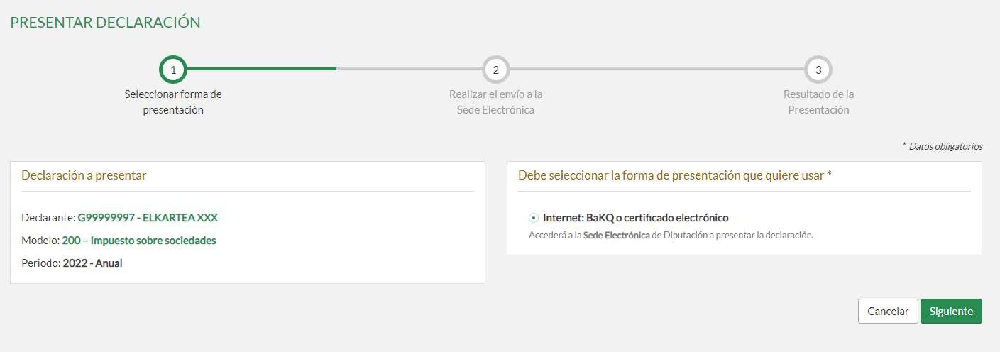 PRESENTAR DECLARACIÓN
1
2
3
Seleccionar forma de
presentación
Realizar el envío a la
Sede Electrónica
Resultado de la
Presentación
* Datos obligatorios
Declaración a presentar
Declarante: G99999997 - ELKARTEA XXX
Modelo: 200 – Impuesto sobre sociedades
Periodo: 2022 - Anual
Debe seleccionar la forma de presentación que quiere usar *
Internet: BaKQ o certificado electrónico
Accederá a la Sede Electrónica de Diputación a presentar la declaración.
Cancelar
Siguiente